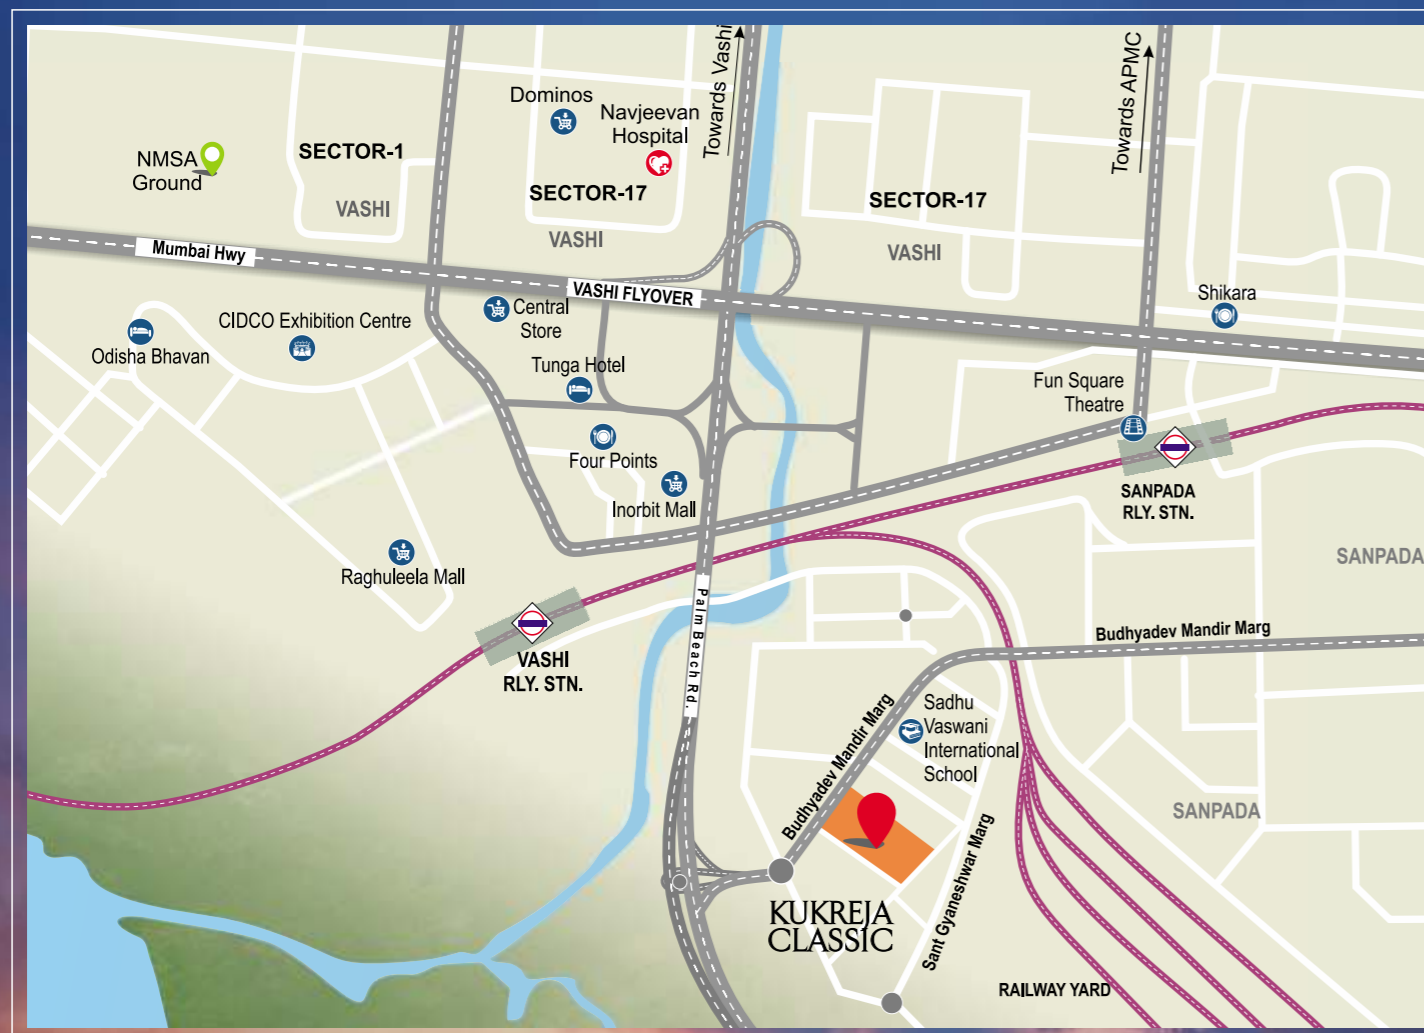 Towards Vashi
Towards APMC
Dominos
Navjeevan
Hospital
NMSA
Ground
SECTOR-1
VASHI
SECTOR-17
VASHI
SECTOR-17
VASHI
Mumbai Hwy
VASHI FLYOVER
Shikara
Central
Store
CIDCO Exhibition Centre
Odisha Bhavan
Tunga Hotel
Fun Square
Theatre
Four Points
Inorbit Mall
SANPADA
RLY. STN.
SANPADA
Raghuleela Mall
Palm Beach Rd.
VASHI
RLY. STN.
Budhyadev Mandir Marg
Sadhu
Vaswani
International
School
Budhyadev Mandir Marg
SANPADA
Sant Gyaneshwar Marg
KUKREJA
CLASSIC
RAILWAY YARD